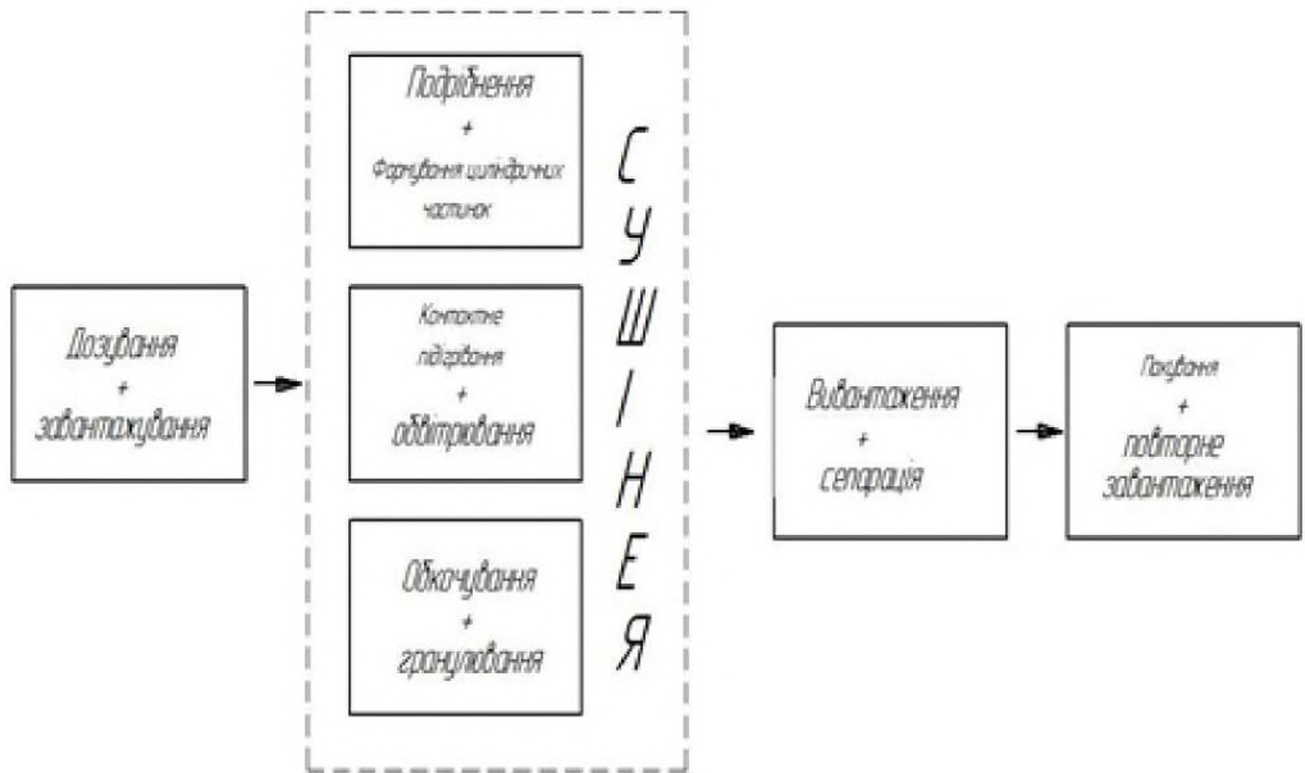 Дозування
+
завантажування
Подрібнення
+
Формування циліндричних
частинок
Контактне
підігрівання
+
обвітрювання
Обкочування
+
гранулювання
С
У
Ш
І
Н
Е
Я
Вивантаження
+
сепарація
Пакування
+
повторне
завантаження